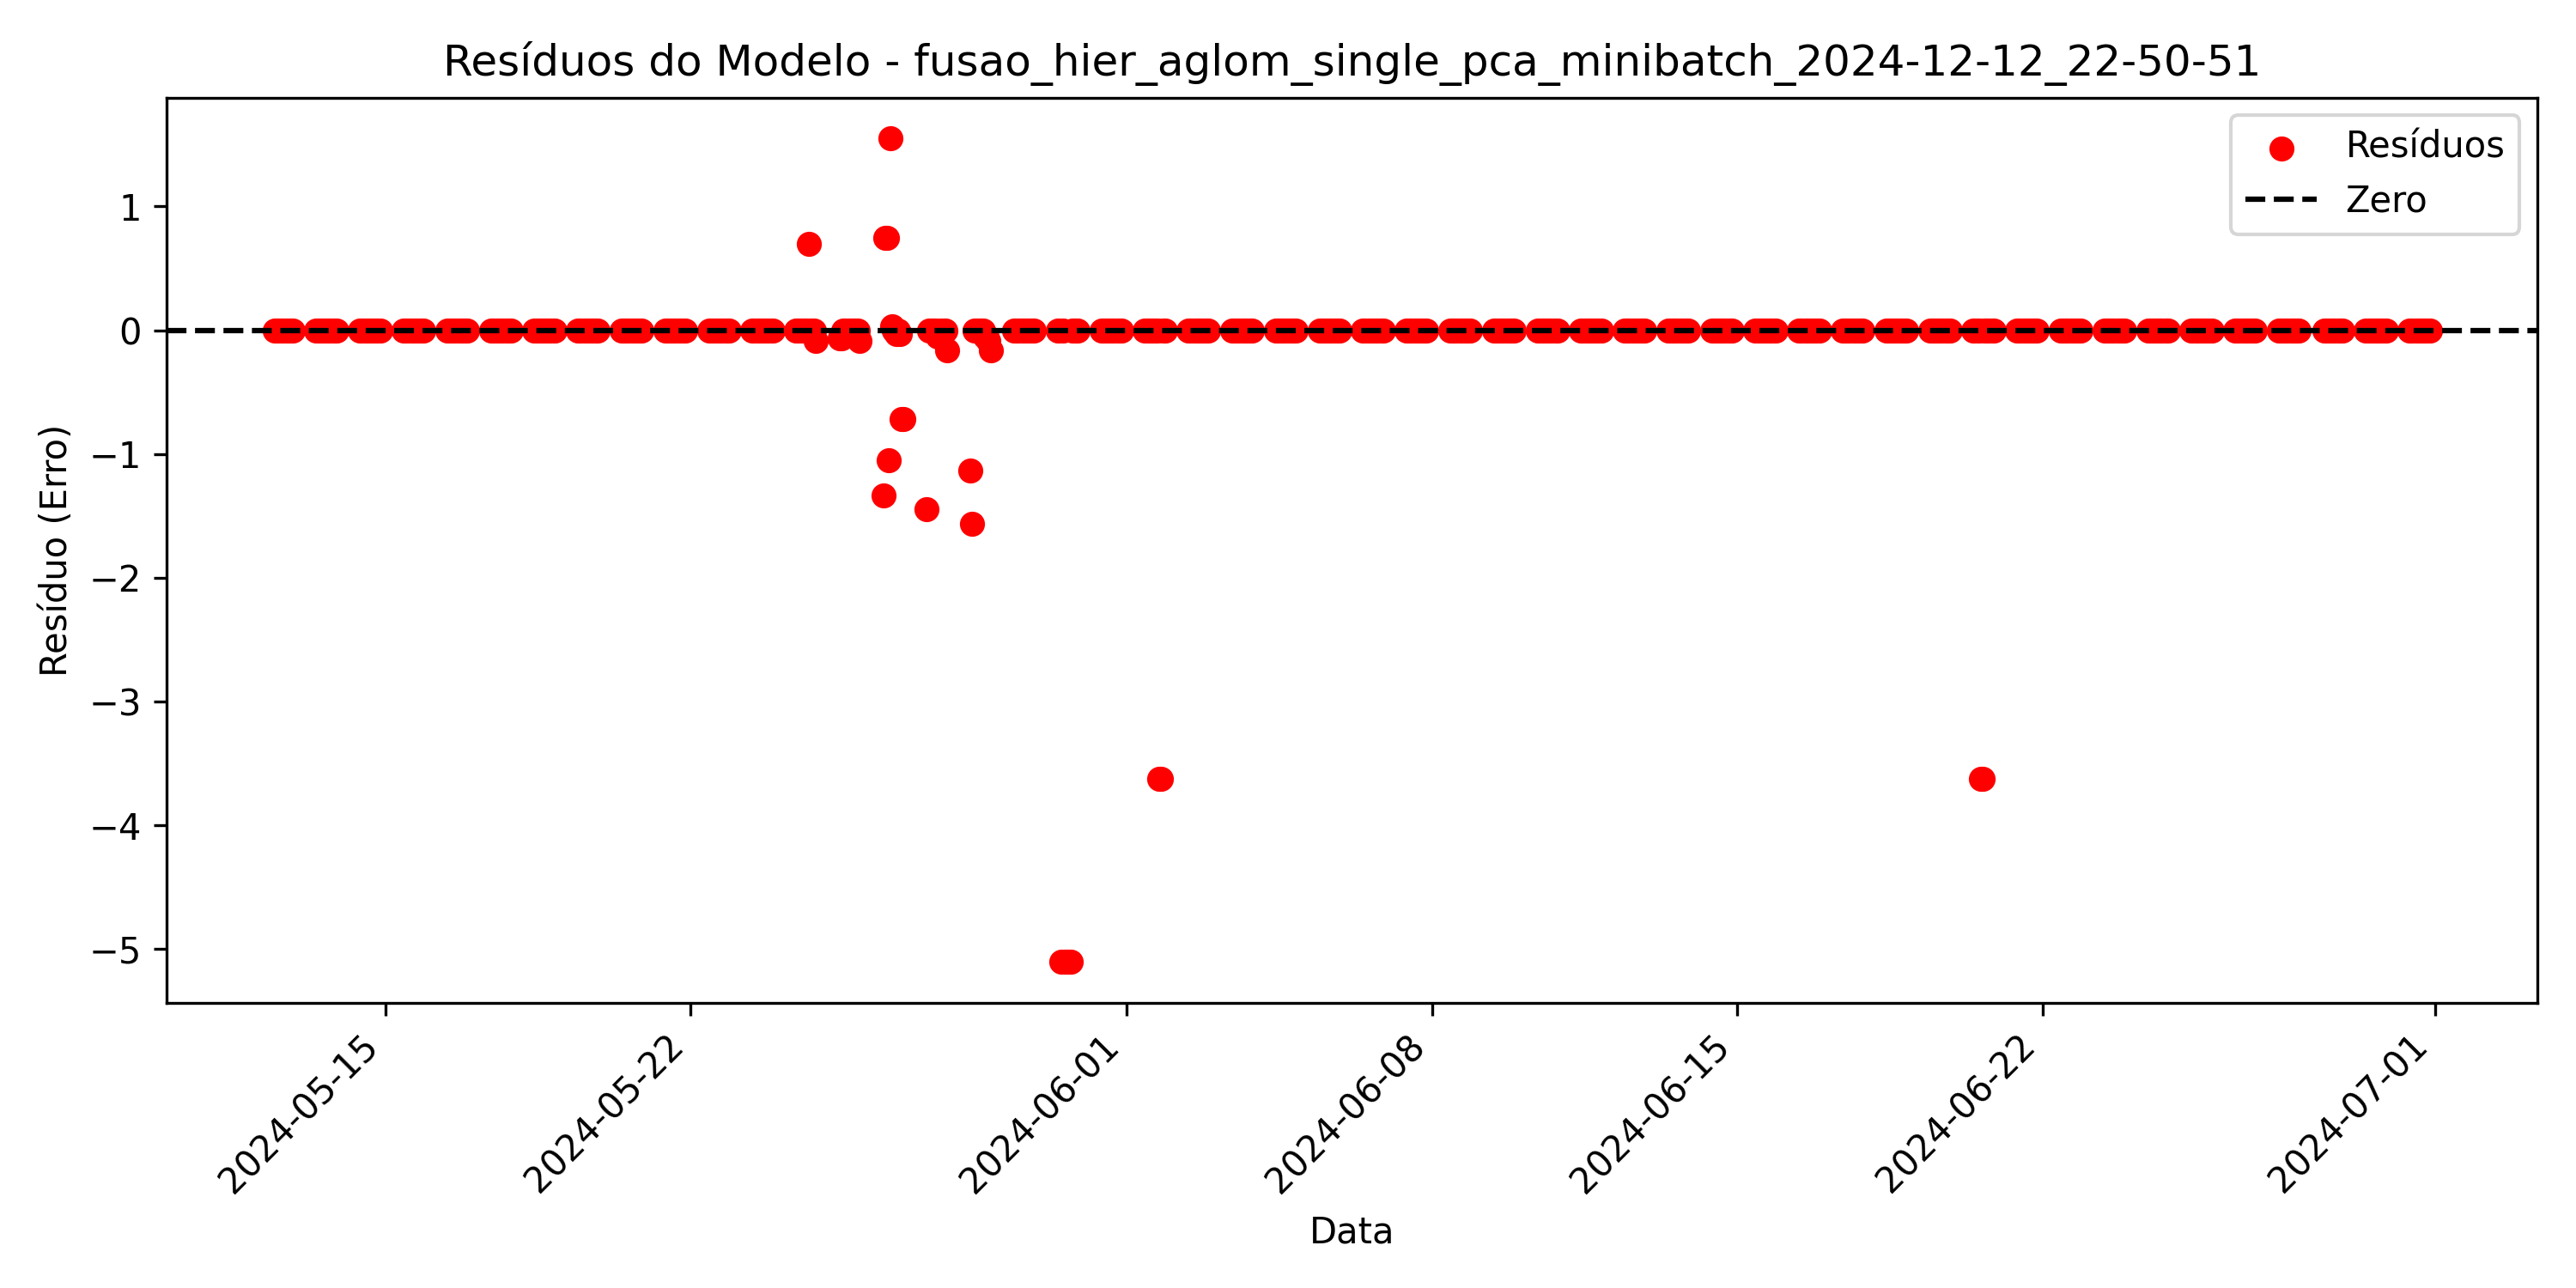 Resíduos do Modelo - fusao_hier_aglom_single_pca_minibatch_2024-12-12_22-50-51
Resíduos
Zero
Resíduo (Erro)
1
0
−1
−2
−3
−4
−5
2024-05-15
2024-05-22
2024-06-01
2024-06-08
2024-06-15
2024-06-22
2024-07-01
Data